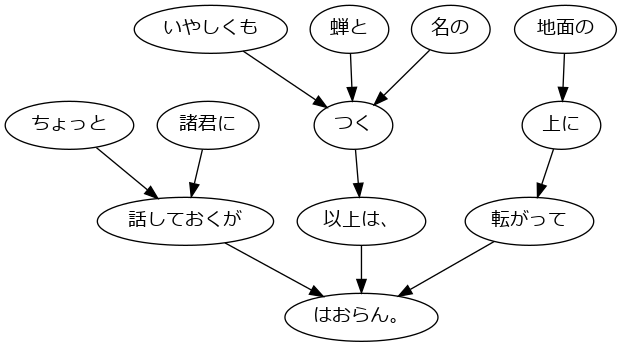 いやしくも 蝉と 名の 地面の
ちょっと 諸君に つく 上に
話しておくが 以上は、 転がって
はおらん。